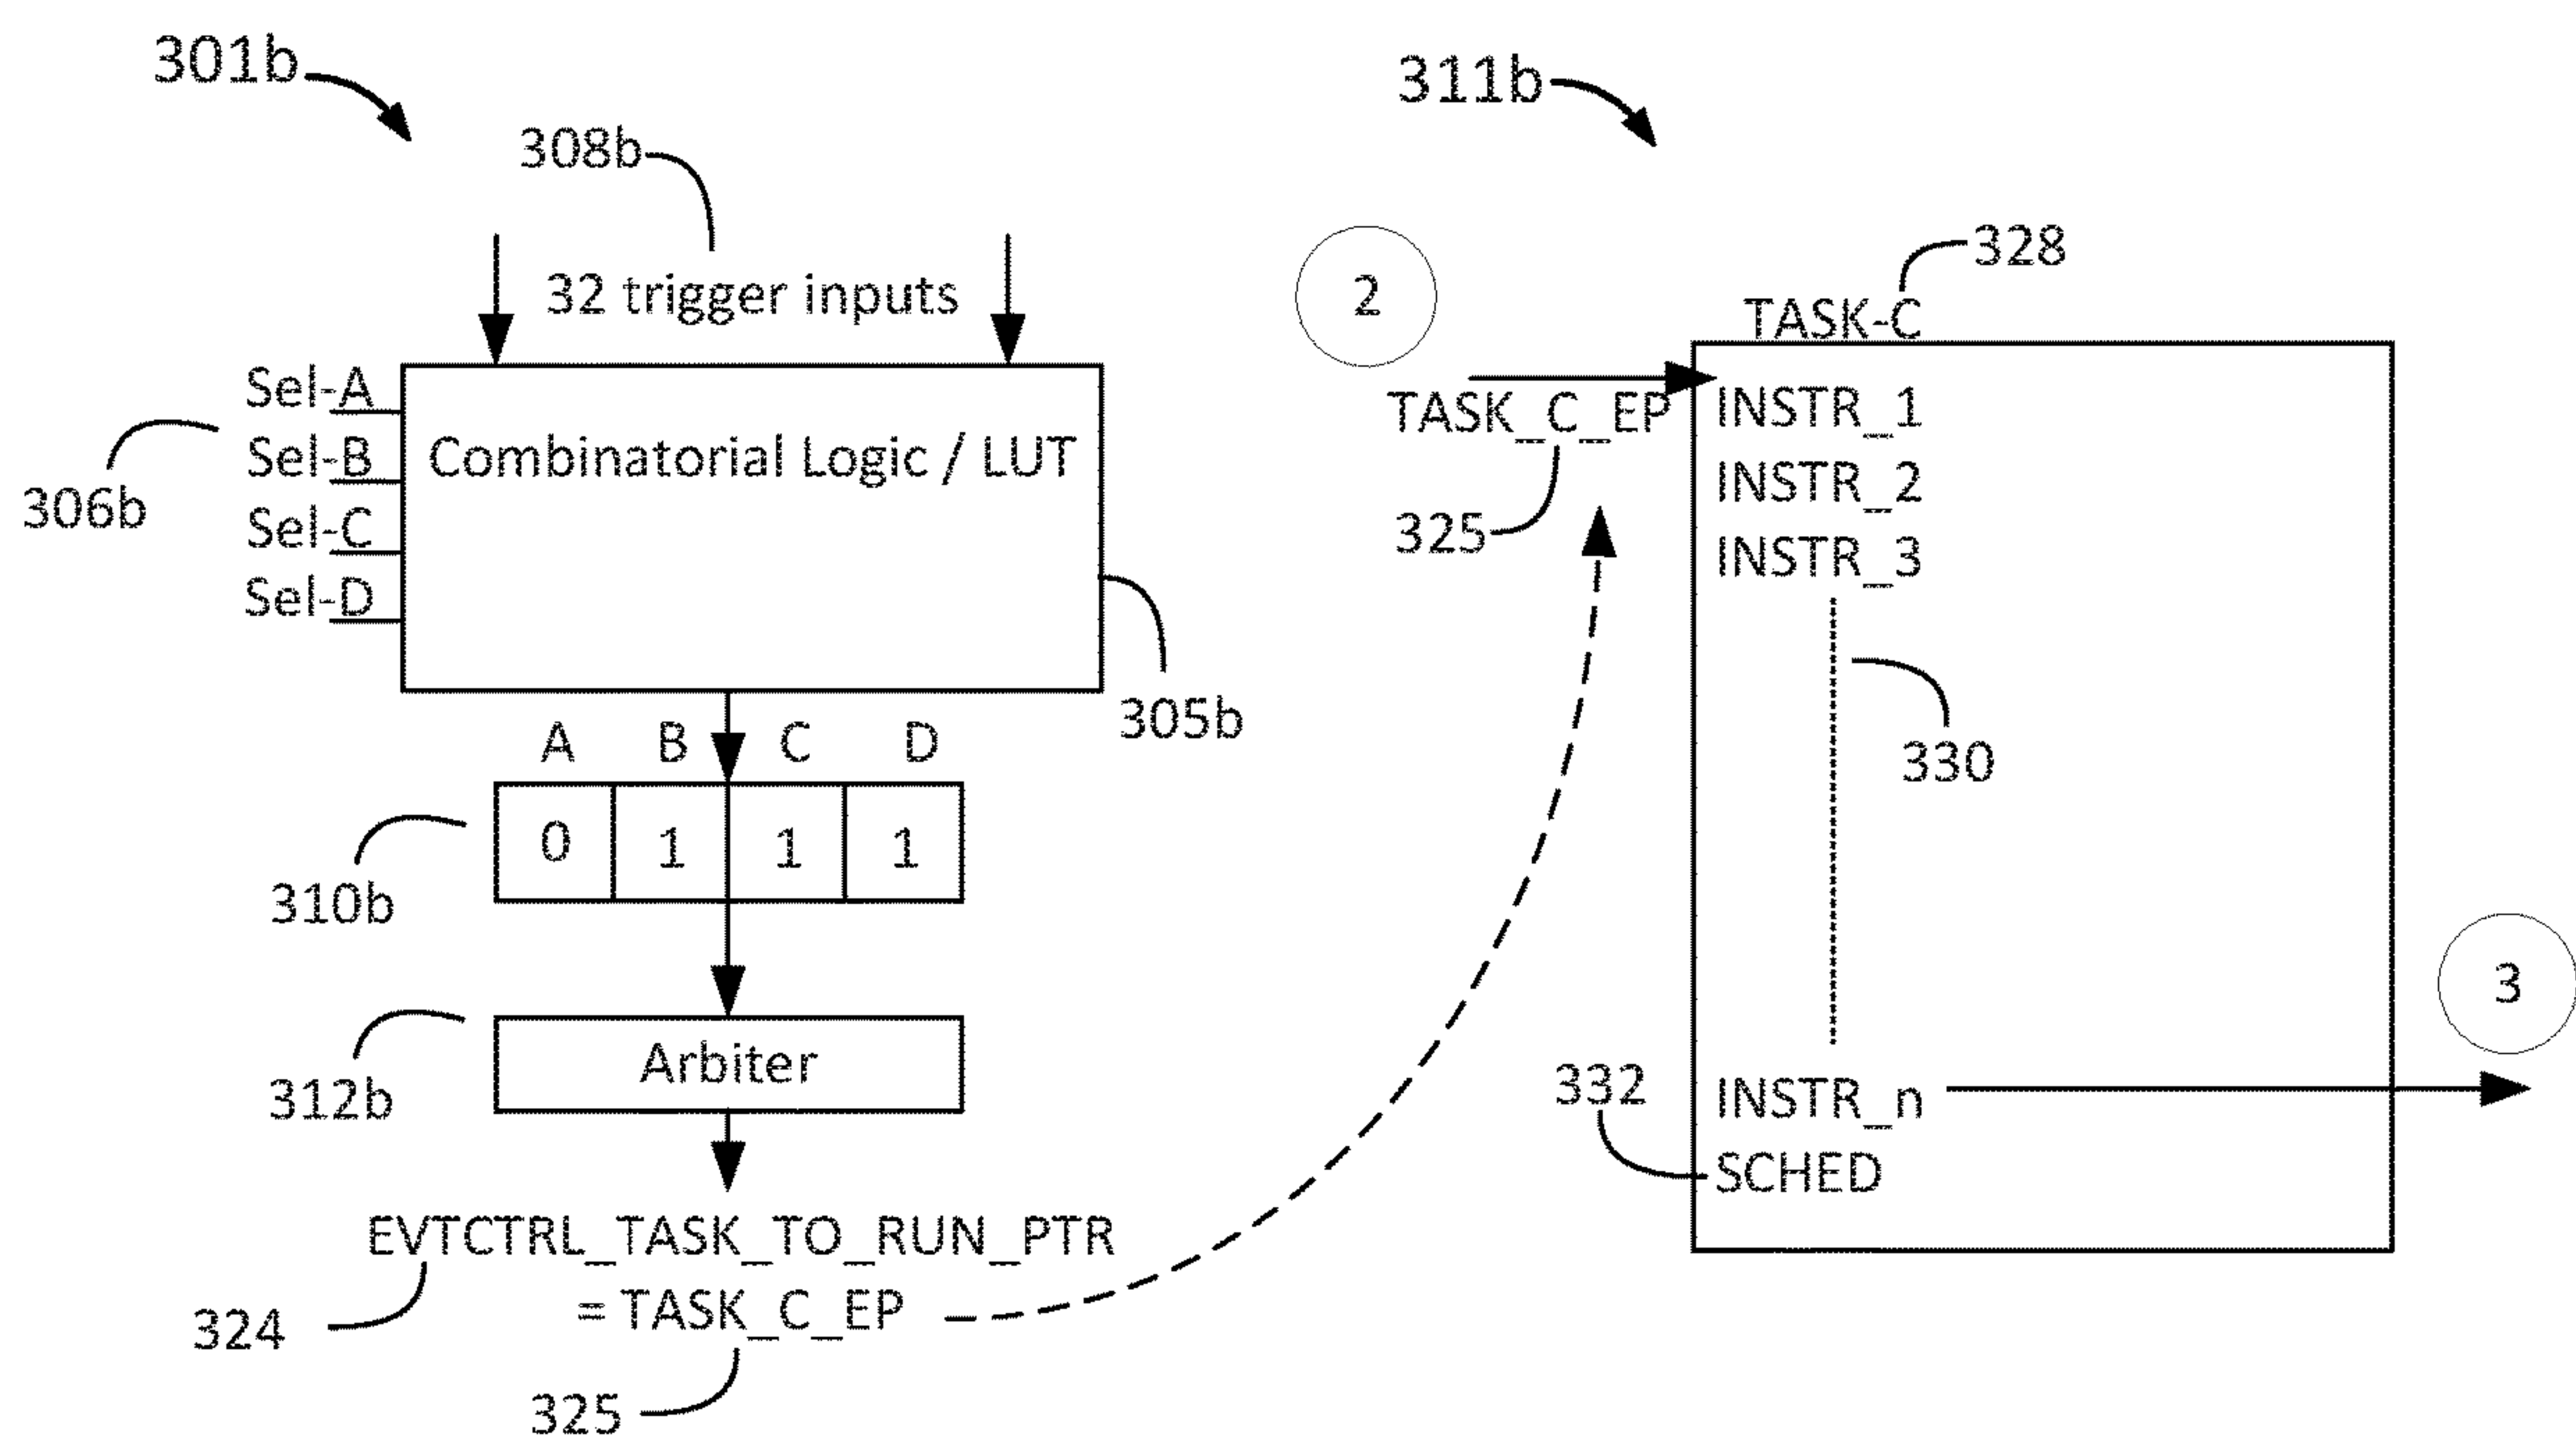 301b
308b
32 trigger inputs
Sel-A
Sel-B
Sel-C
Sel-D
306b
Combinatorial Logic / LUT
305b
A B C D
0 1 1 1
310b
Arbiter
312b
EVTCTRL_TASK_TO_RUN_PTR
= TASK_C_EP
324
325
311b
2
328
TASK-C
TASK_C_EP
325
INSTR_1
INSTR_2
INSTR_3
330
3
332
INSTR_n
SCHED